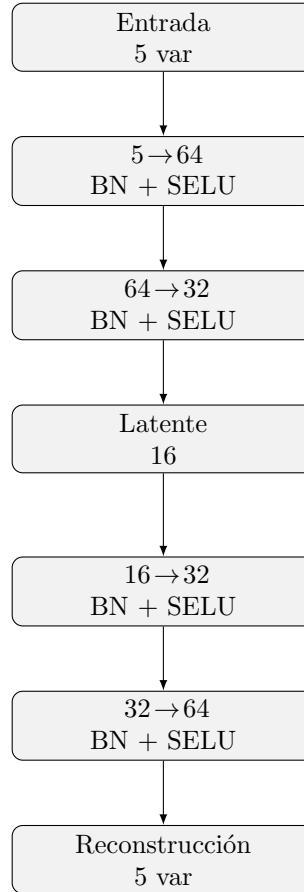 Entrada
5 var
5→64
BN + SELU
64→32
BN + SELU
Latente
16
16→32
BN + SELU
32→64
BN + SELU
Reconstrucción
5 var